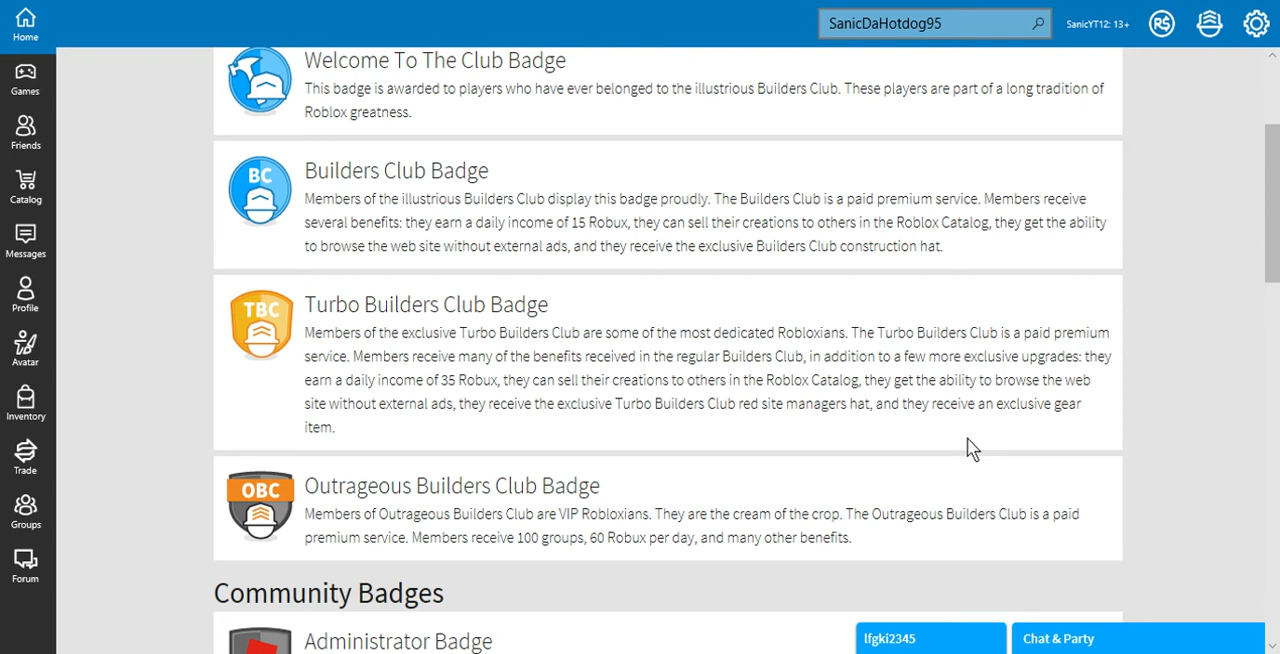 SanicDaHotdog95
SanicYT12: 13+
R$
Home
Games
Friends
Catalog
Messages
Profile
Avatar
Inventory
Trade
Groups
Forum
Welcome To The Club Badge
This badge is awarded to players who have ever belonged to the illustrious Builders Club. These players are part of a long tradition of
Roblox greatness.
BC
Builders Club Badge
Members of the illustrious Builders Club display this badge proudly. The Builders Club is a paid premium service. Members receive
several benefits: they earn a daily income of 15 Robux, they can sell their creations to others in the Roblox Catalog, they get the ability
to browse the web site without external ads, and they receive the exclusive Builders Club construction hat.
TBC
Turbo Builders Club Badge
Members of the exclusive Turbo Builders Club are some of the most dedicated Robloxians. The Turbo Builders Club is a paid premium
service. Members receive many of the benefits received in the regular Builders Club, in addition to a few more exclusive upgrades: they
earn a daily income of 35 Robux, they can sell their creations to others in the Roblox Catalog, they get the ability to browse the web
site without external ads, they receive the exclusive Turbo Builders Club red site managers hat, and they receive an exclusive gear
item.
OBC
Outrageous Builders Club Badge
Members of Outrageous Builders Club are VIP Robloxians. They are the cream of the crop. The Outrageous Builders Club is a paid
premium service. Members receive 100 groups, 60 Robux per day, and many other benefits.
Community Badges
Administrator Badge
lfgki2345
Chat & Party